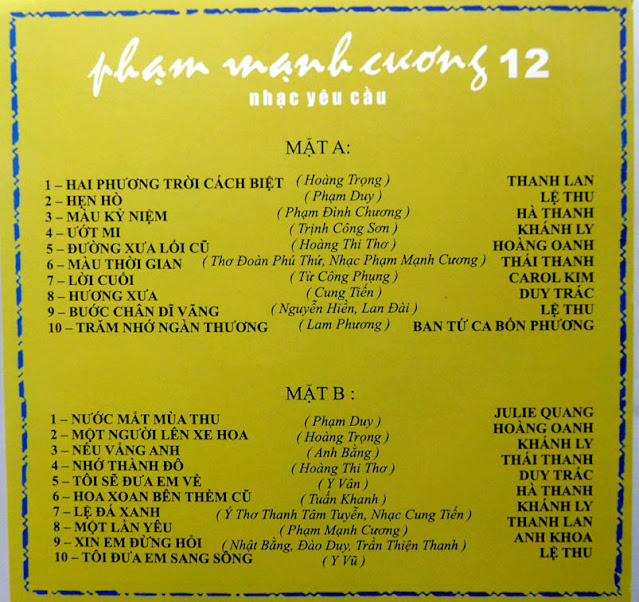 phạm mạnh cương 12
nhạc yêu cầu
MẶT A:
1 – HAI PHƯƠNG TRỜI CÁCH BIỆT ( Hoàng Trọng ) THANH LAN
2 – HẸN HÒ ( Phạm Duy ) LỆ THU
3 – MÀU KỶ NIỆM ( Phạm Đình Chương ) HÀ THANH
4 – ƯỚT MI ( Trịnh Công Sơn ) KHÁNH LY
5 – ĐƯỜNG XƯA LỐI CŨ ( Hoàng Thi Thơ ) HOÀNG OANH
6 – MÀU THỜI GIAN ( Thơ Đoàn Phú Thứ, Nhạc Phạm Mạnh Cương ) THÁI THANH
7 – LỜI CUỐI ( Từ Công Phụng ) CAROL KIM
8 – HƯƠNG XƯA ( Cung Tiến ) DUY TRÁC
9 – BƯỚC CHÂN DĨ VÃNG ( Nguyễn Hiền, Lan Đài ) LỆ THU
10 – TRĂM NHỚ NGÀN THƯƠNG ( Lam Phương ) BAN TỨ CA BỐN PHƯƠNG
MẶT B :
1 – NƯỚC MẮT MÙA THU ( Phạm Duy ) JULIE QUANG
2 – MỘT NGƯỜI LÊN XE HOA ( Hoàng Trọng ) HOÀNG OANH
3 – NẾU VẮNG ANH ( Anh Bằng ) KHÁNH LY
4 – NHỚ THÀNH ĐÔ ( Hoàng Thi Thơ ) THÁI THANH
5 – TÔI SẼ ĐƯA EM VỀ ( Y Vân ) DUY TRÁC
6 – HOA XOAN BÊN THỀM CŨ ( Tuấn Khanh ) HÀ THANH
7 – LỆ ĐÁ XANH ( Ý Thơ Thanh Tâm Tuyễn, Nhạc Cung Tiến ) KHÁNH LY
8 – MỘT LẦN YÊU ( Phạm Mạnh Cương ) THANH LAN
9 – XIN EM ĐỪNG HỎI ( Nhật Bằng, Đào Duy, Trần Thiện Thanh ) ANH KHOA
10 – TÔI ĐƯA EM SANG SÔNG ( Y Vũ ) LỆ THU